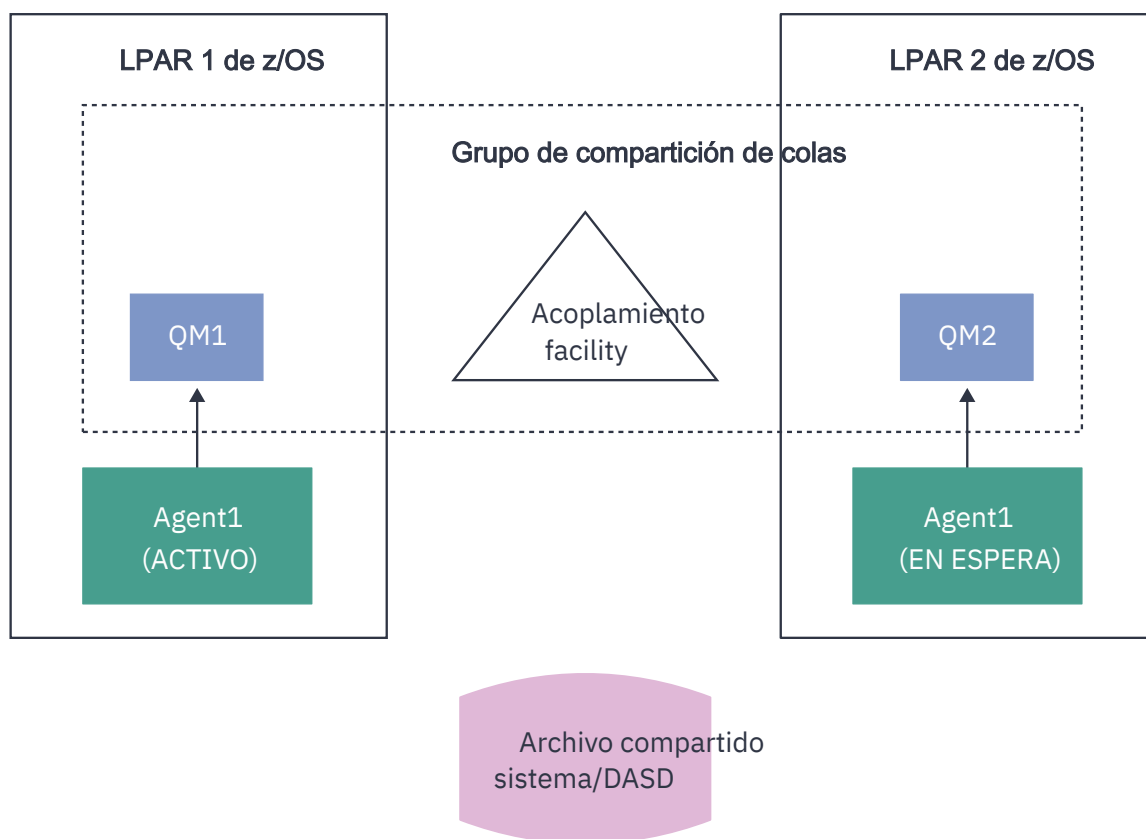 LPAR 1 de z/OS
LPAR 2 de z/OS
Grupo de compartición de colas
Acoplamiento
facility
QM1
QM2
Agent1
(ACTIVO)
Agent1
(EN ESPERA)
Archivo compartido
sistema/DASD